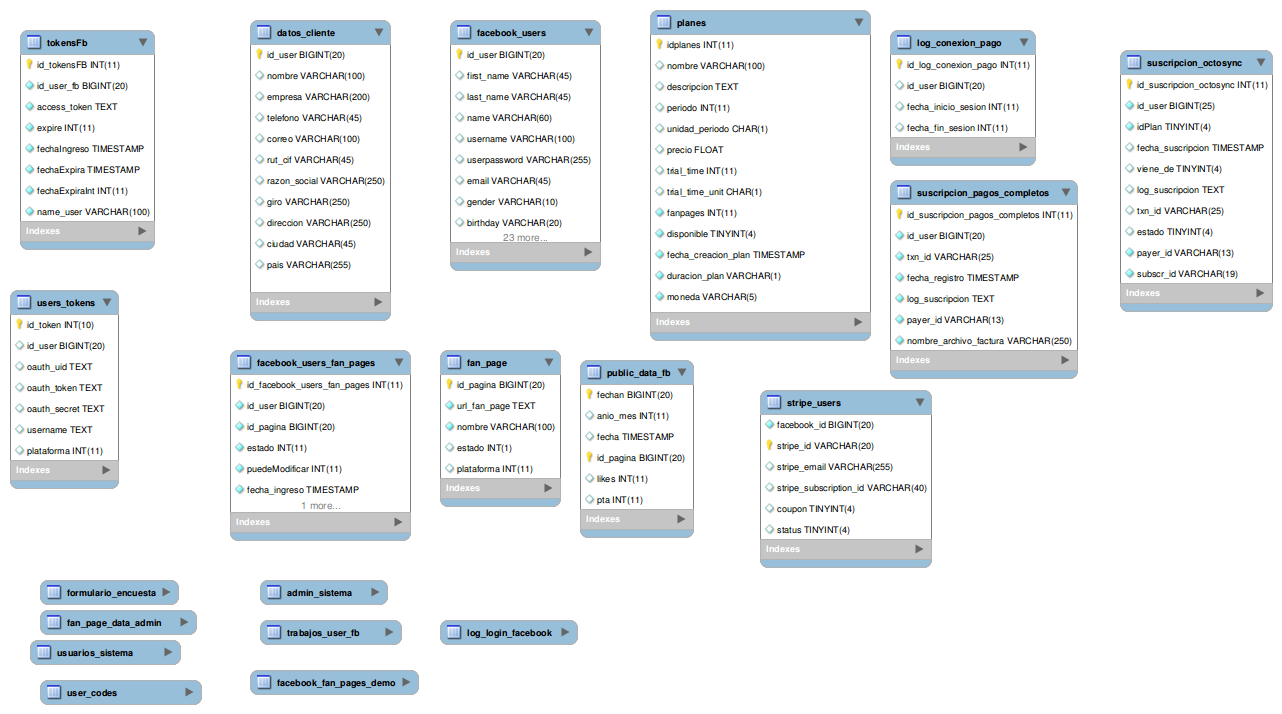 tokensFb
id_tokensFB INT(11)
id_user_fb BIGINT(20)
access_token TEXT
expire INT(11)
fechaIngreso TIMESTAMP
fechaExpira TIMESTAMP
fechaExpiraInt INT(11)
name_user VARCHAR(100)
Indexes
datos_cliente
id_user BIGINT(20)
nombre VARCHAR(100)
empresa VARCHAR(200)
telefono VARCHAR(45)
correo VARCHAR(100)
rut_cif VARCHAR(45)
razon_social VARCHAR(250)
giro VARCHAR(250)
direccion VARCHAR(250)
ciudad VARCHAR(45)
pais VARCHAR(255)
Indexes
facebook_users
id_user BIGINT(20)
first_name VARCHAR(45)
last_name VARCHAR(45)
name VARCHAR(60)
username VARCHAR(100)
userpassword VARCHAR(255)
email VARCHAR(45)
gender VARCHAR(10)
birthday VARCHAR(20)
23 more...
Indexes
planes
idplanes INT(11)
nombre VARCHAR(100)
descripcion TEXT
periodo INT(11)
unidad_periodo CHAR(1)
precio FLOAT
trial_time INT(11)
trial_time_unit CHAR(1)
fanpages INT(11)
disponible TINYINT(4)
fecha_creacion_plan TIMESTAMP
duracion_plan VARCHAR(1)
moneda VARCHAR(5)
Indexes
log_conexion_pago
id_log_conexion_pago INT(11)
id_user BIGINT(20)
fecha_inicio_sesion INT(11)
fecha_fin_sesion INT(11)
Indexes
suscripcion_octosync
id_suscripcion_octosync INT(11)
id_user BIGINT(25)
idPlan TINYINT(4)
fecha_suscripcion TIMESTAMP
viene_de TINYINT(4)
log_suscripcion TEXT
txn_id VARCHAR(25)
estado TINYINT(4)
payer_id VARCHAR(13)
subscr_id VARCHAR(19)
Indexes
suscripcion_pagos_completos
id_suscripcion_pagos_completos INT(11)
id_user BIGINT(20)
txn_id VARCHAR(25)
fecha_registro TIMESTAMP
log_suscripcion TEXT
payer_id VARCHAR(13)
nombre_archivo_factura VARCHAR(250)
Indexes
users_tokens
id_token INT(10)
id_user BIGINT(20)
oauth_uid TEXT
oauth_token TEXT
oauth_secret TEXT
username TEXT
plataforma INT(11)
Indexes
facebook_users_fan_pages
id_facebook_users_fan_pages INT(11)
id_user BIGINT(20)
id_pagina BIGINT(20)
estado INT(11)
puedeModificar INT(11)
fecha_ingreso TIMESTAMP
1 more...
Indexes
fan_page
id_pagina BIGINT(20)
url_fan_page TEXT
nombre VARCHAR(100)
estado INT(1)
plataforma INT(11)
Indexes
public_data_fb
fechan BIGINT(20)
anio_mes INT(11)
fecha TIMESTAMP
id_pagina BIGINT(20)
likes INT(11)
pta INT(11)
Indexes
stripe_users
facebook_id BIGINT(20)
stripe_id VARCHAR(20)
stripe_email VARCHAR(255)
stripe_subscription_id VARCHAR(40)
coupon TINYINT(4)
status TINYINT(4)
Indexes
formulario_encuesta
fan_page_data_admin
usuarios_sistema
user_codes
admin_sistema
trabajos_user_fb
facebook_fan_pages_demo
log_login_facebook